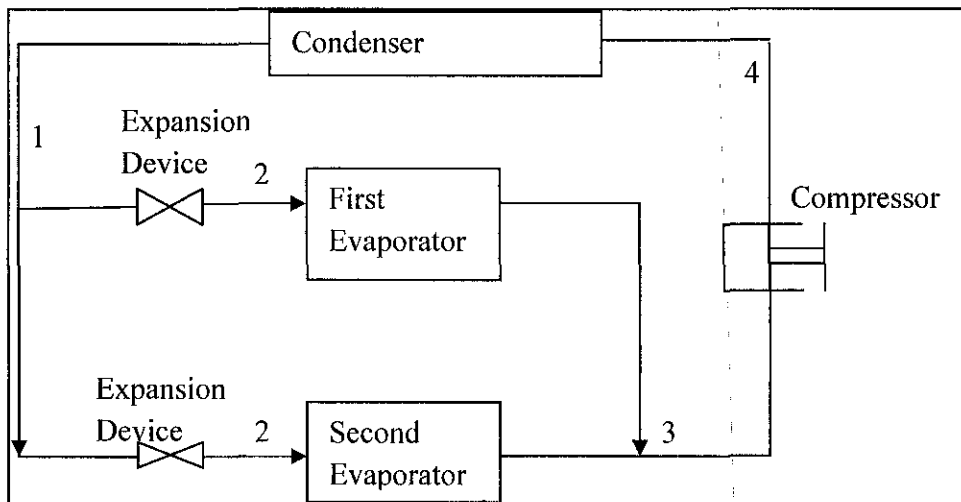 Condenser
4
1
Expansion
Device
2
First
Evaporator
Compressor
Expansion
Device
2
Second
Evaporator
3